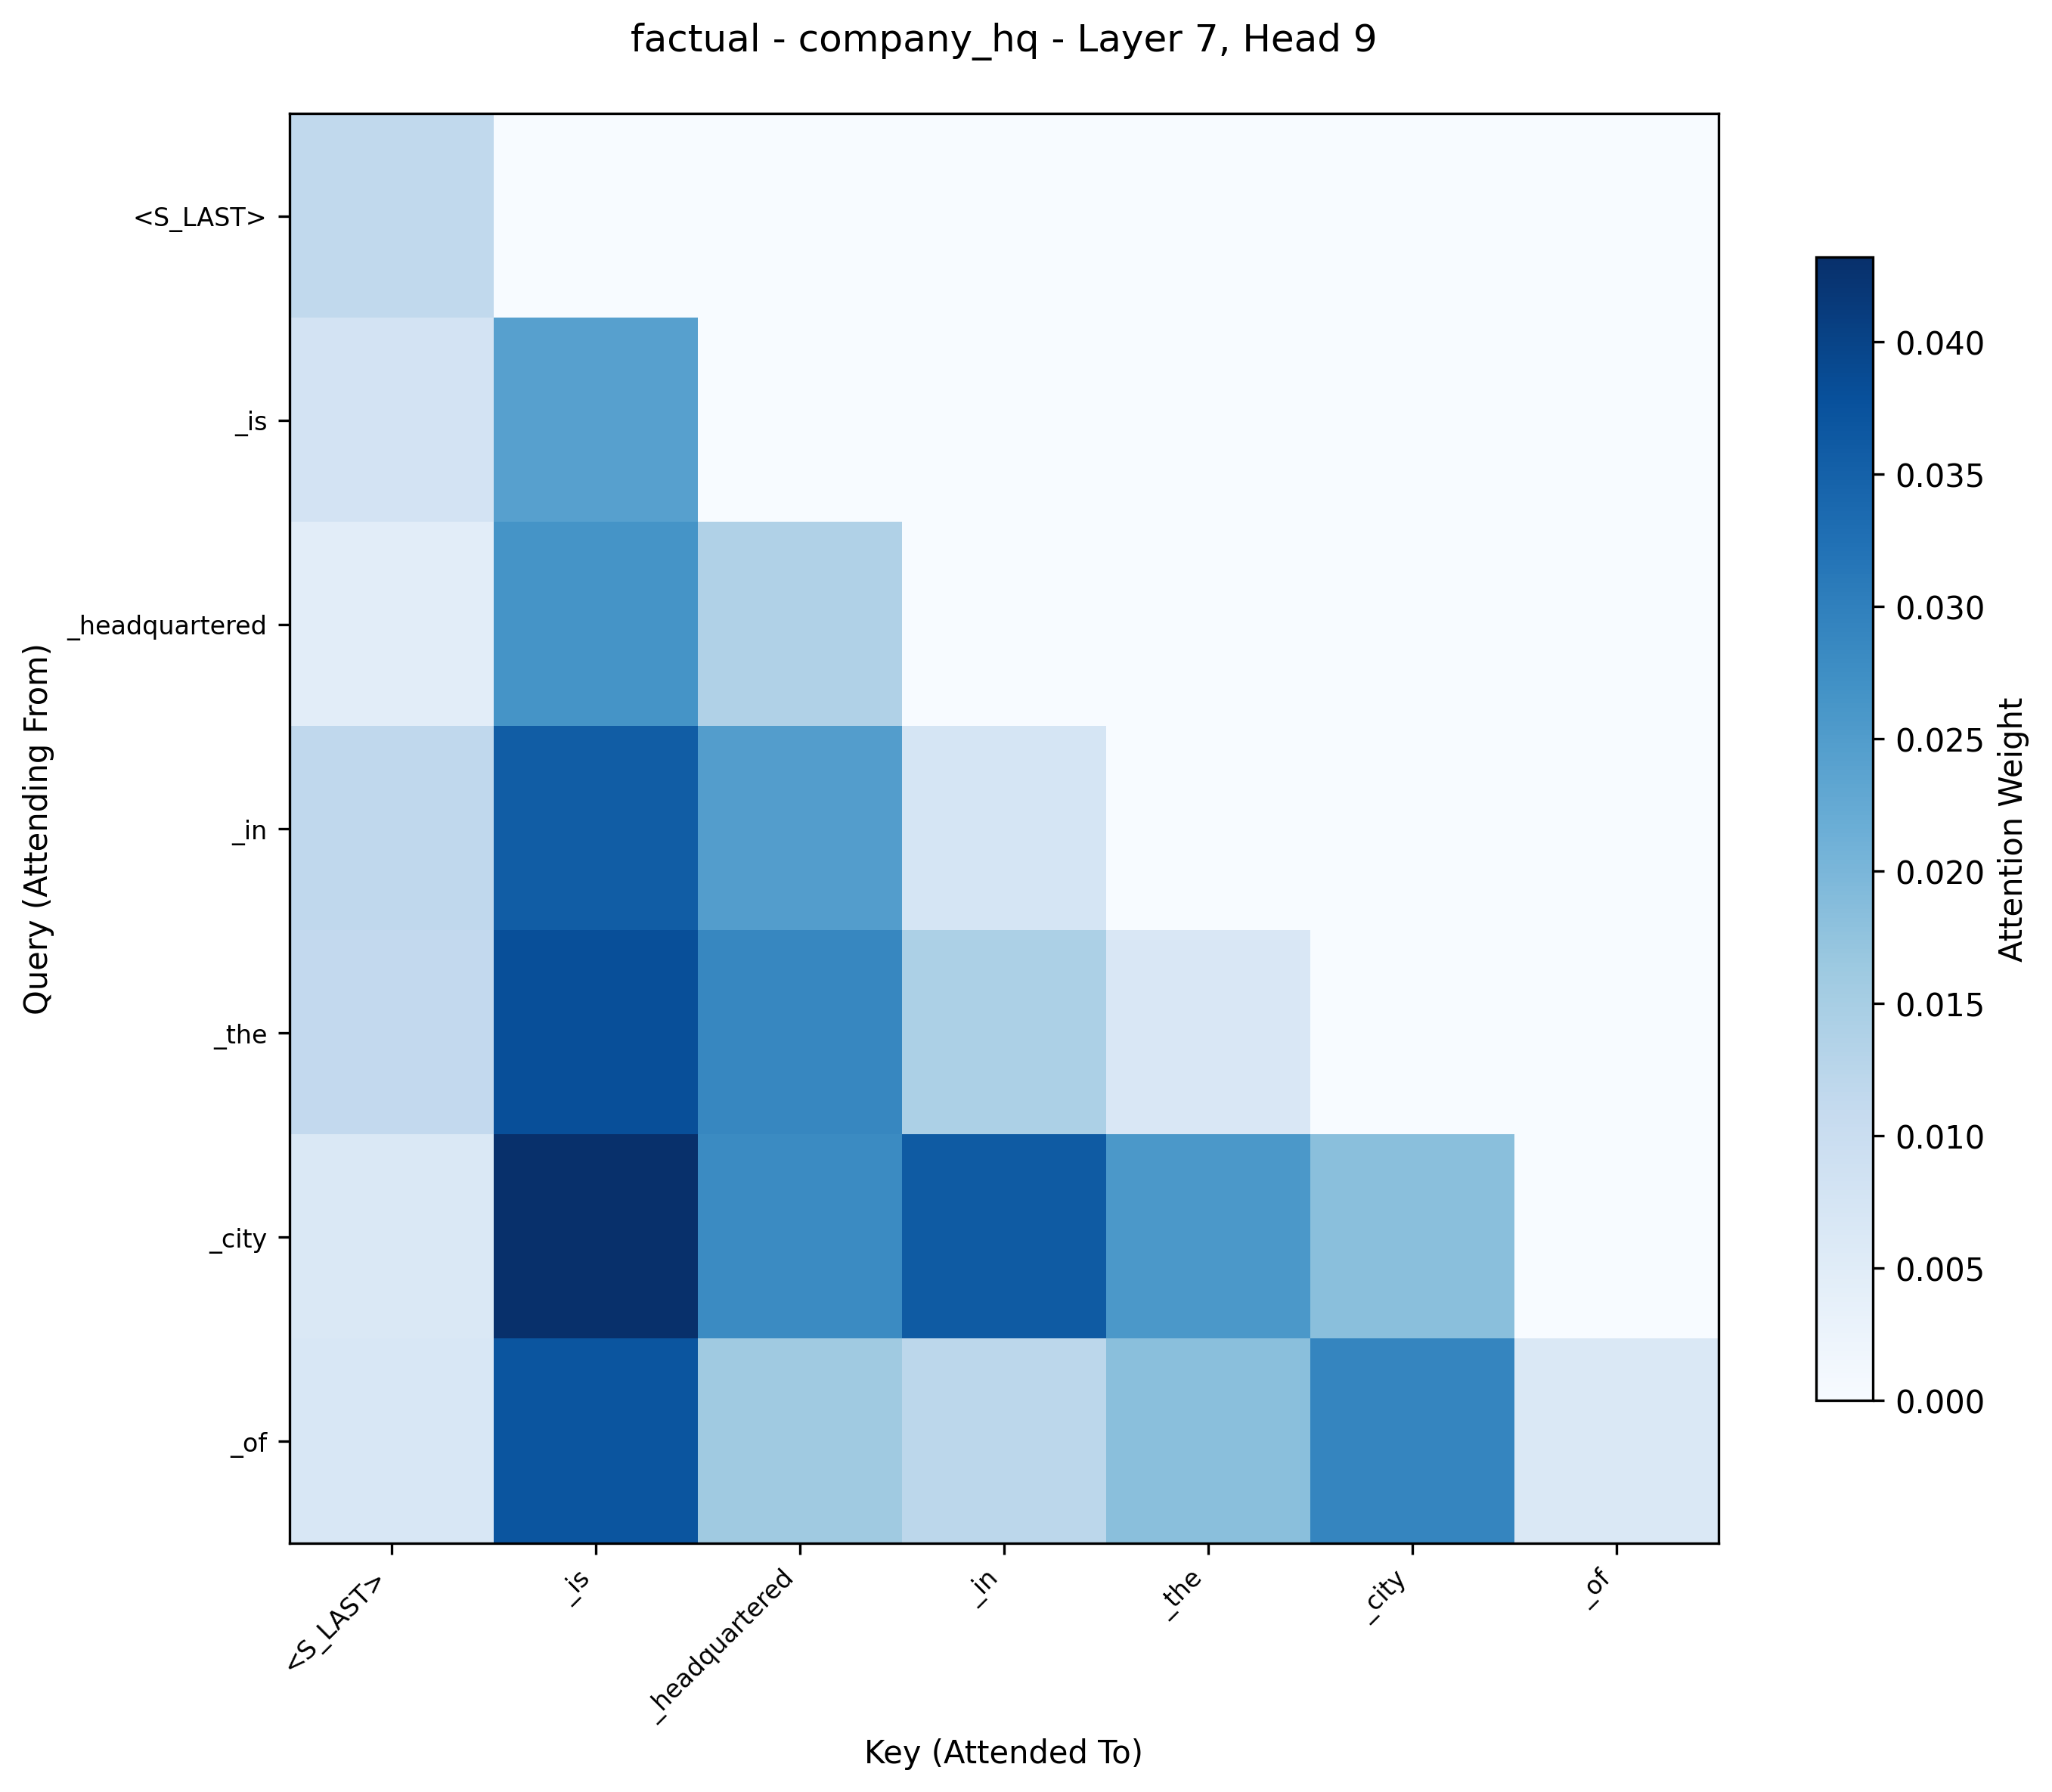 factual - company_hq - Layer 7, Head 9
Query (Attending From)
<S_LAST>
_is
_headquartered
_in
_the
_city
_of
<S_LAST>
_is
_headquartered
_in
_the
_city
_of
Key (Attended To)
0.040
0.035
0.030
0.025
0.020
0.015
0.010
0.005
0.000
Attention Weight